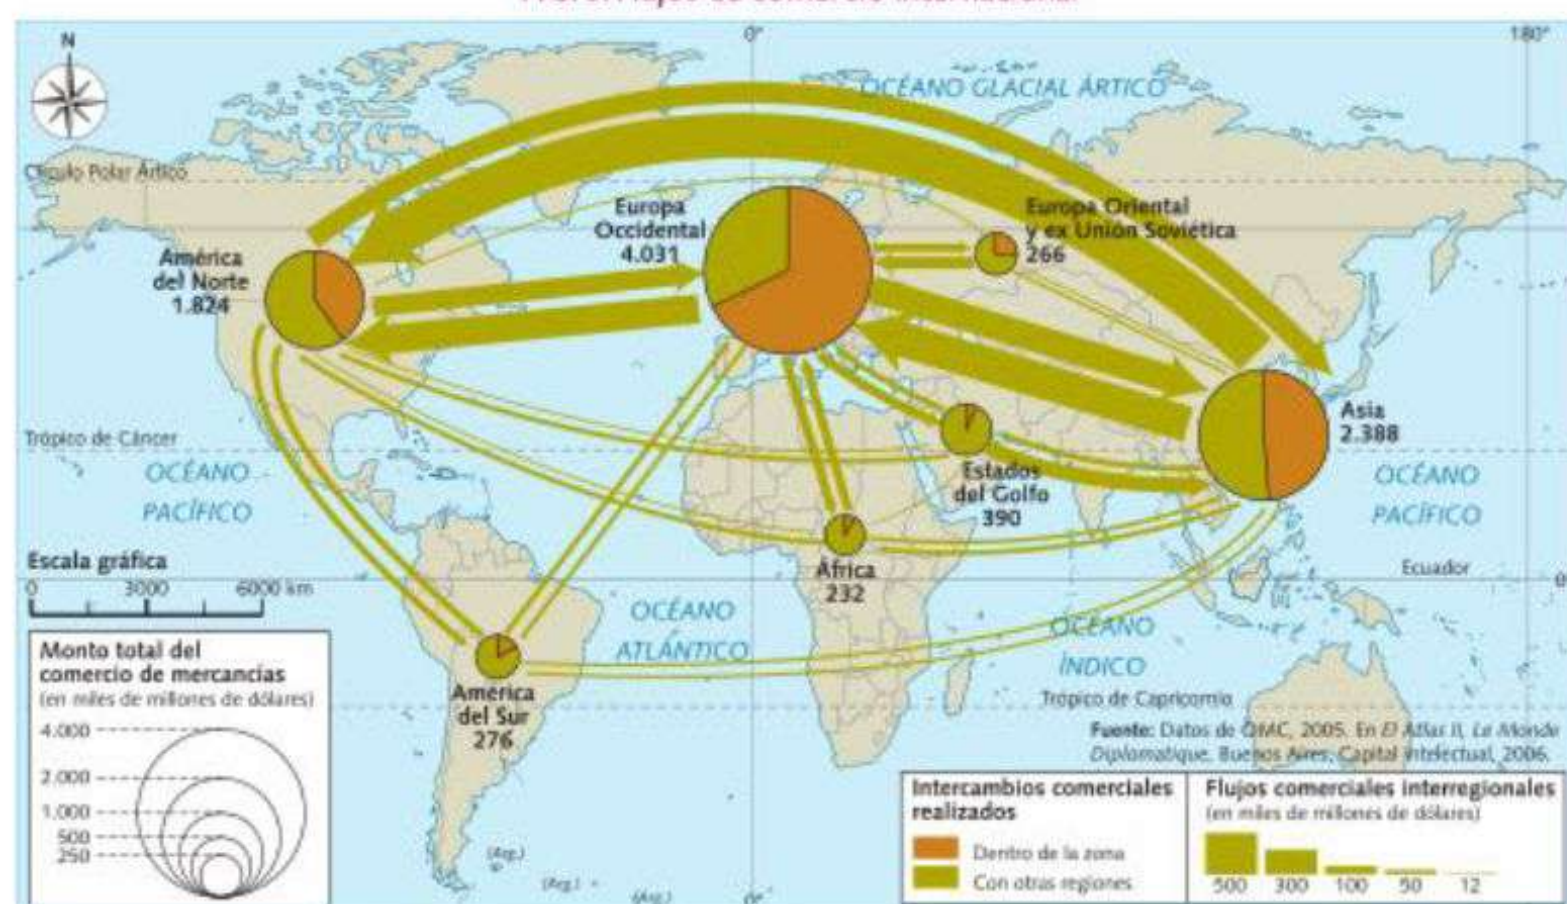 N
0°
180°
OCÉANO GLACIAL ÁRTICO
Círculo Polar Ártico
Europa
Occidental
4.031
Europa Oriental
y ex Unión Soviética
266
América
del Norte
1.824
Asia
2.388
Trópico de Cáncer
OCÉANO
PACÍFICO
Estados
del Golfo
390
OCÉANO
PACÍFICO
Escala gráfica
0 3000 6000 km
África
232
Ecuador
OCÉANO
ATLÁNTICO
OCÉANO
ÍNDICO
América
del Sur
276
Trópico de Capricornio
Fuente: Datos de OMC, 2005. En El Atlas II, Le Monde
Diplomatique. Buenos Aires, Capital Intelectual, 2006.
Monto total del
comercio de mercancías
(en miles de millones de dólares)
4.000
2.000
1.000
500
250
(Arg.)
(Arg.)
(Arg.)
0°
Intercambios comerciales
realizados
Dentro de la zona
Con otras regiones
Flujos comerciales interregionales
(en miles de millones de dólares)
500 300 100 50 12